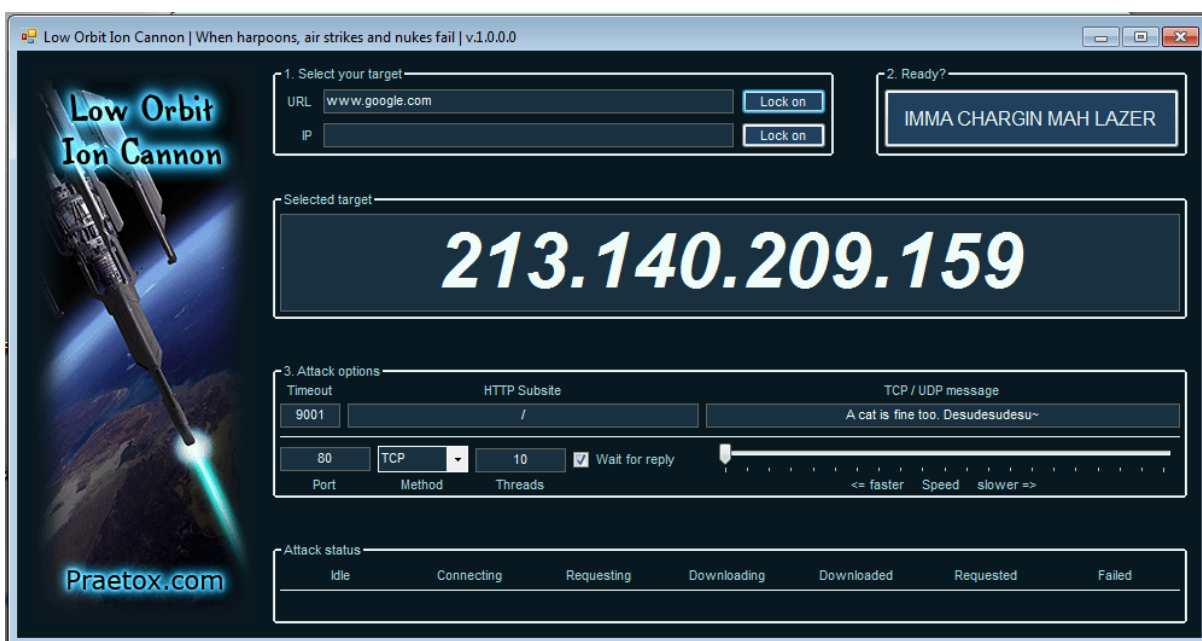 Low Orbit Ion Cannon | When harpoons, air strikes and nukes fail | v.1.0.0.0
Low Orbit
Ion Cannon
Praetox.com
1. Select your target
URL www.google.com Lock on
IP Lock on
2. Ready?
IMMA CHARGIN MAH LAZER
Selected target
213.140.209.159
3. Attack options
Timeout HTTP Subsite TCP / UDP message
9001 / A cat is fine too. Desudesudesu~
80 TCP 10 Wait for reply
Port Method Threads <= faster Speed slower =>
Attack status
Idle Connecting Requesting Downloading Downloaded Requested Failed